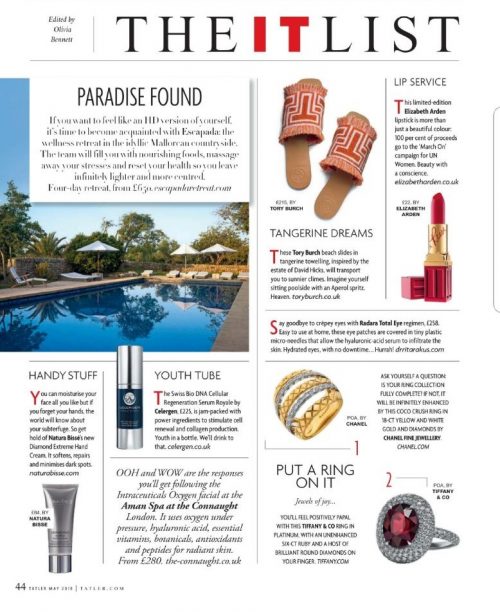 Edited by
Olivia
Bennett
THE IT LIST
PARADISE FOUND
If you want to feel like an HD version of yourself,
it's time to become acquainted with Escapada: the
wellness retreat in the idyllic Mallorcan countryside.
The team will fill you with nourishing foods, massage
away your stresses and reset your health so you leave
infinitely lighter and more centred.
Four-day retreat, from £650. escapadaretreat.com
£210, BY
TORY BURCH
TANGERINE DREAMS
These Tory Burch beach slides in
tangerine towelling, inspired by the
estate of David Hicks, will transport
you to sunnier climes. Imagine yourself
sitting poolside with an Aperol spritz.
Heaven. toryburch.co.uk
LIP SERVICE
This limited-edition
Elizabeth Arden
lipstick is more than
just a beautiful colour:
100 per cent of proceeds
go to the 'March On'
campaign for UN
Women. Beauty with
a conscience.
elizabetharden.co.uk
£22, BY
ELIZABETH
ARDEN
Say goodbye to crêpey eyes with Radara Total Eye regimen, £258.
Easy to use at home, these eye patches are covered in tiny plastic
micro-needles that allow the hyaluronic-acid serum to infiltrate the
skin. Hydrated eyes, with no downtime... Hurrah! drritarakus.com
HANDY STUFF
You can moisturise your
face all you like but if
you forget your hands, the
world will know about
your subterfuge. So get
hold of Natura Bissé's new
Diamond Extreme Hand
Cream. It softens, repairs
and minimises dark spots.
naturabisse.com
BY
NATURA
BISSE
YOUTH TUBE
The Swiss Bio DNA Cellular
Regeneration Serum Royale by
Celergen, £225, is jam-packed with
power ingredients to stimulate cell
renewal and collagen production.
Youth in a bottle. We'll drink to
that. celergen.co.uk
OOH and WOW are the responses
you'll get following the
Intraceuticals Oxygen facial at the
Aman Spa at the Connaught
London. It uses oxygen under
pressure, hyaluronic acid, essential
vitamins, botanicals, antioxidants
and peptides for radiant skin.
From £280. the-connaught.co.uk
POA, BY
CHANEL
1
ASK YOURSELF A QUESTION:
IS YOUR RING COLLECTION
FULLY COMPLETE? IF NOT, IT
WILL BE INFINITELY ENHANCED
BY THIS COCO CRUSH RING IN
18-CT YELLOW AND WHITE
GOLD AND DIAMONDS BY
CHANEL FINE JEWELLERY.
CHANEL.COM
PUT A RING
ON IT
Jewels of joy...
YOU'LL FEEL POSITIVELY PAPAL
WITH THIS TIFFANY & CO RING IN
PLATINUM, WITH AN UNENHANCED
SIX-CT RUBY AND A HOST OF
BRILLIANT ROUND DIAMONDS ON
YOUR FINGER. TIFFANY.COM
2
POA, BY
TIFFANY
& CO
44 TATLER MAY 2018 | TATLER.COM